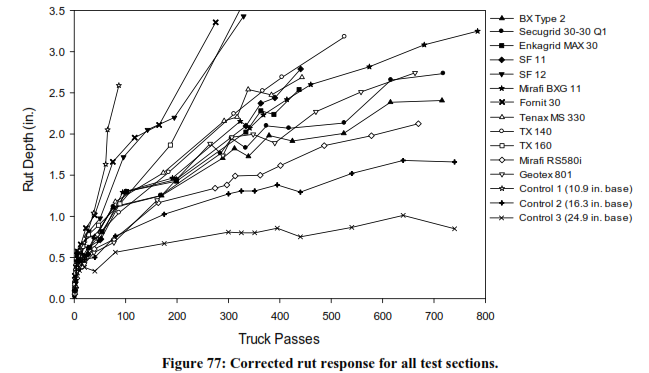 3.5
3.0
2.5
2.0
1.5
1.0
0.5
0.0
Rut Depth (in.)
0 100 200 300 400 500 600 700 800
Truck Passes
BX Type 2
Secugrid 30-30 Q1
Enkagrid MAX 30
SF 11
SF 12
Mirafi BXG 11
Fornit 30
Tenax MS 330
TX 140
TX 160
Mirafi RS580i
Geotex 801
Control 1 (10.9 in. base)
Control 2 (16.3 in. base)
Control 3 (24.9 in. base)
Figure 77: Corrected rut response for all test sections.